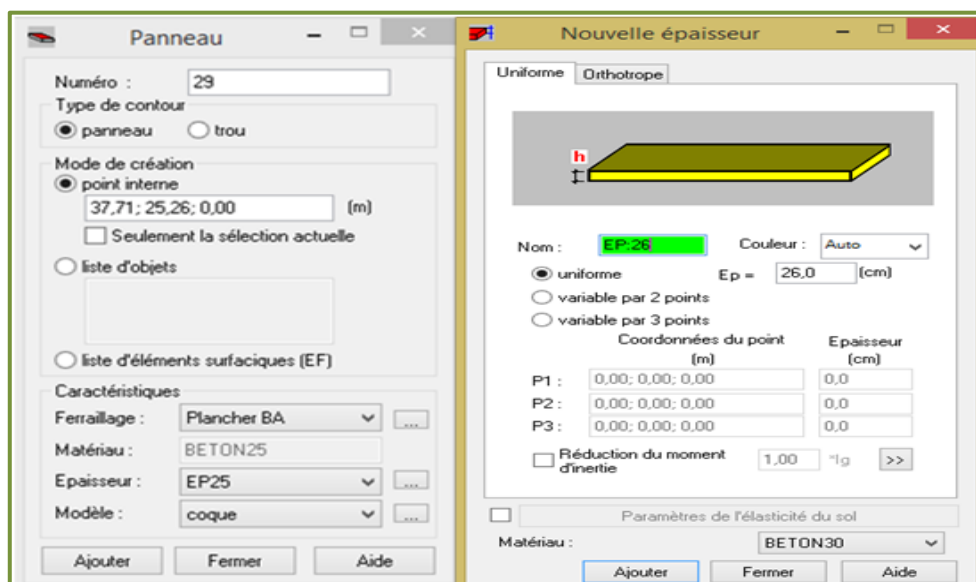 Panneau
Numéro : 29
Type de contour
panneau trou
Mode de création
point interne
37,71; 25,26; 0,00 (m)
Seulement la sélection actuelle
liste d'objets
liste d'éléments surfaciques (EF)
Caractéristiques
Ferraillage : Plancher BA ...
Matériau : BETON25
Epaisseur : EP25 ...
Modèle : coque ...
Ajouter Fermer Aide
Nouvelle épaisseur
Uniforme Orthotrope
h
Nom : EP:26 Couleur : Auto
uniforme Ep = 26,0 (cm)
variable par 2 points
variable par 3 points
Coordonnées du point Epaisseur
(m) (cm)
P1 : 0,00; 0,00; 0,00 0,0
P2 : 0,00; 0,00; 0,00 0,0
P3 : 0,00; 0,00; 0,00 0,0
Réduction du moment
d'inertie 1,00 *Ig >>
Paramètres de l'élasticité du sol
Matériau : BETON30
Ajouter Fermer Aide